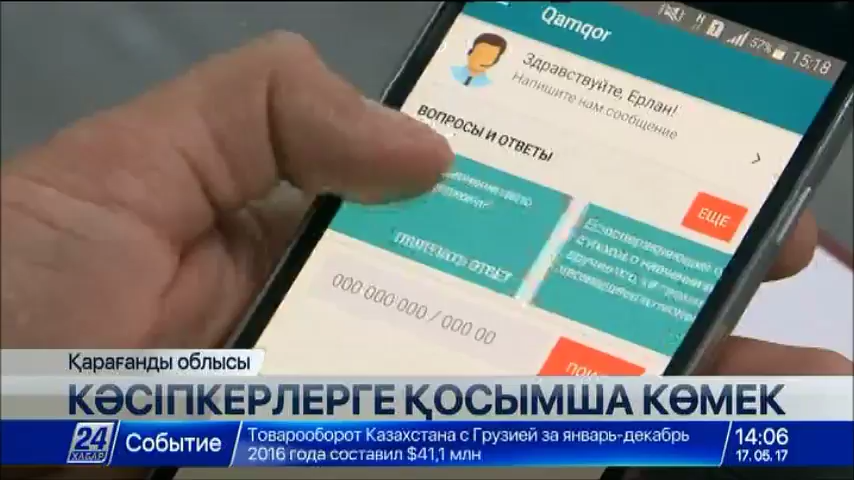 Qamqor
57% 15:18
Здравствуйте, Ерлан!
Напишите нам сообщение
ВОПРОСЫ И ОТВЕТЫ
ЕЩЕ
ОТВЕТ
000 000 000 / 000 00
Қарағанды облысы
КӘСІПКЕРЛЕРГЕ ҚОСЫМША КӨМЕК
24
ХАБАР
Событие
Товарооборот Казахстана с Грузией за январь-декабрь
2016 года составил $41,1 млн
14:06
17.05.17